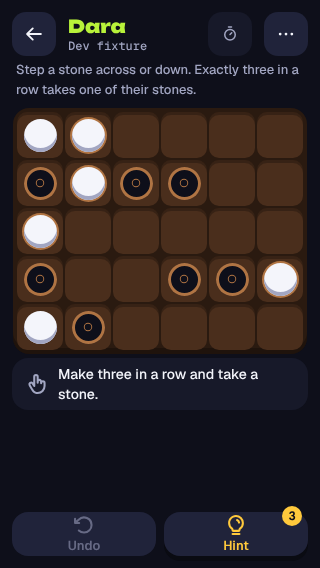 Dara
Dev fixture
Step a stone across or down. Exactly three in a
row takes one of their stones.
Make three in a row and take a
stone.
3
Undo
Hint